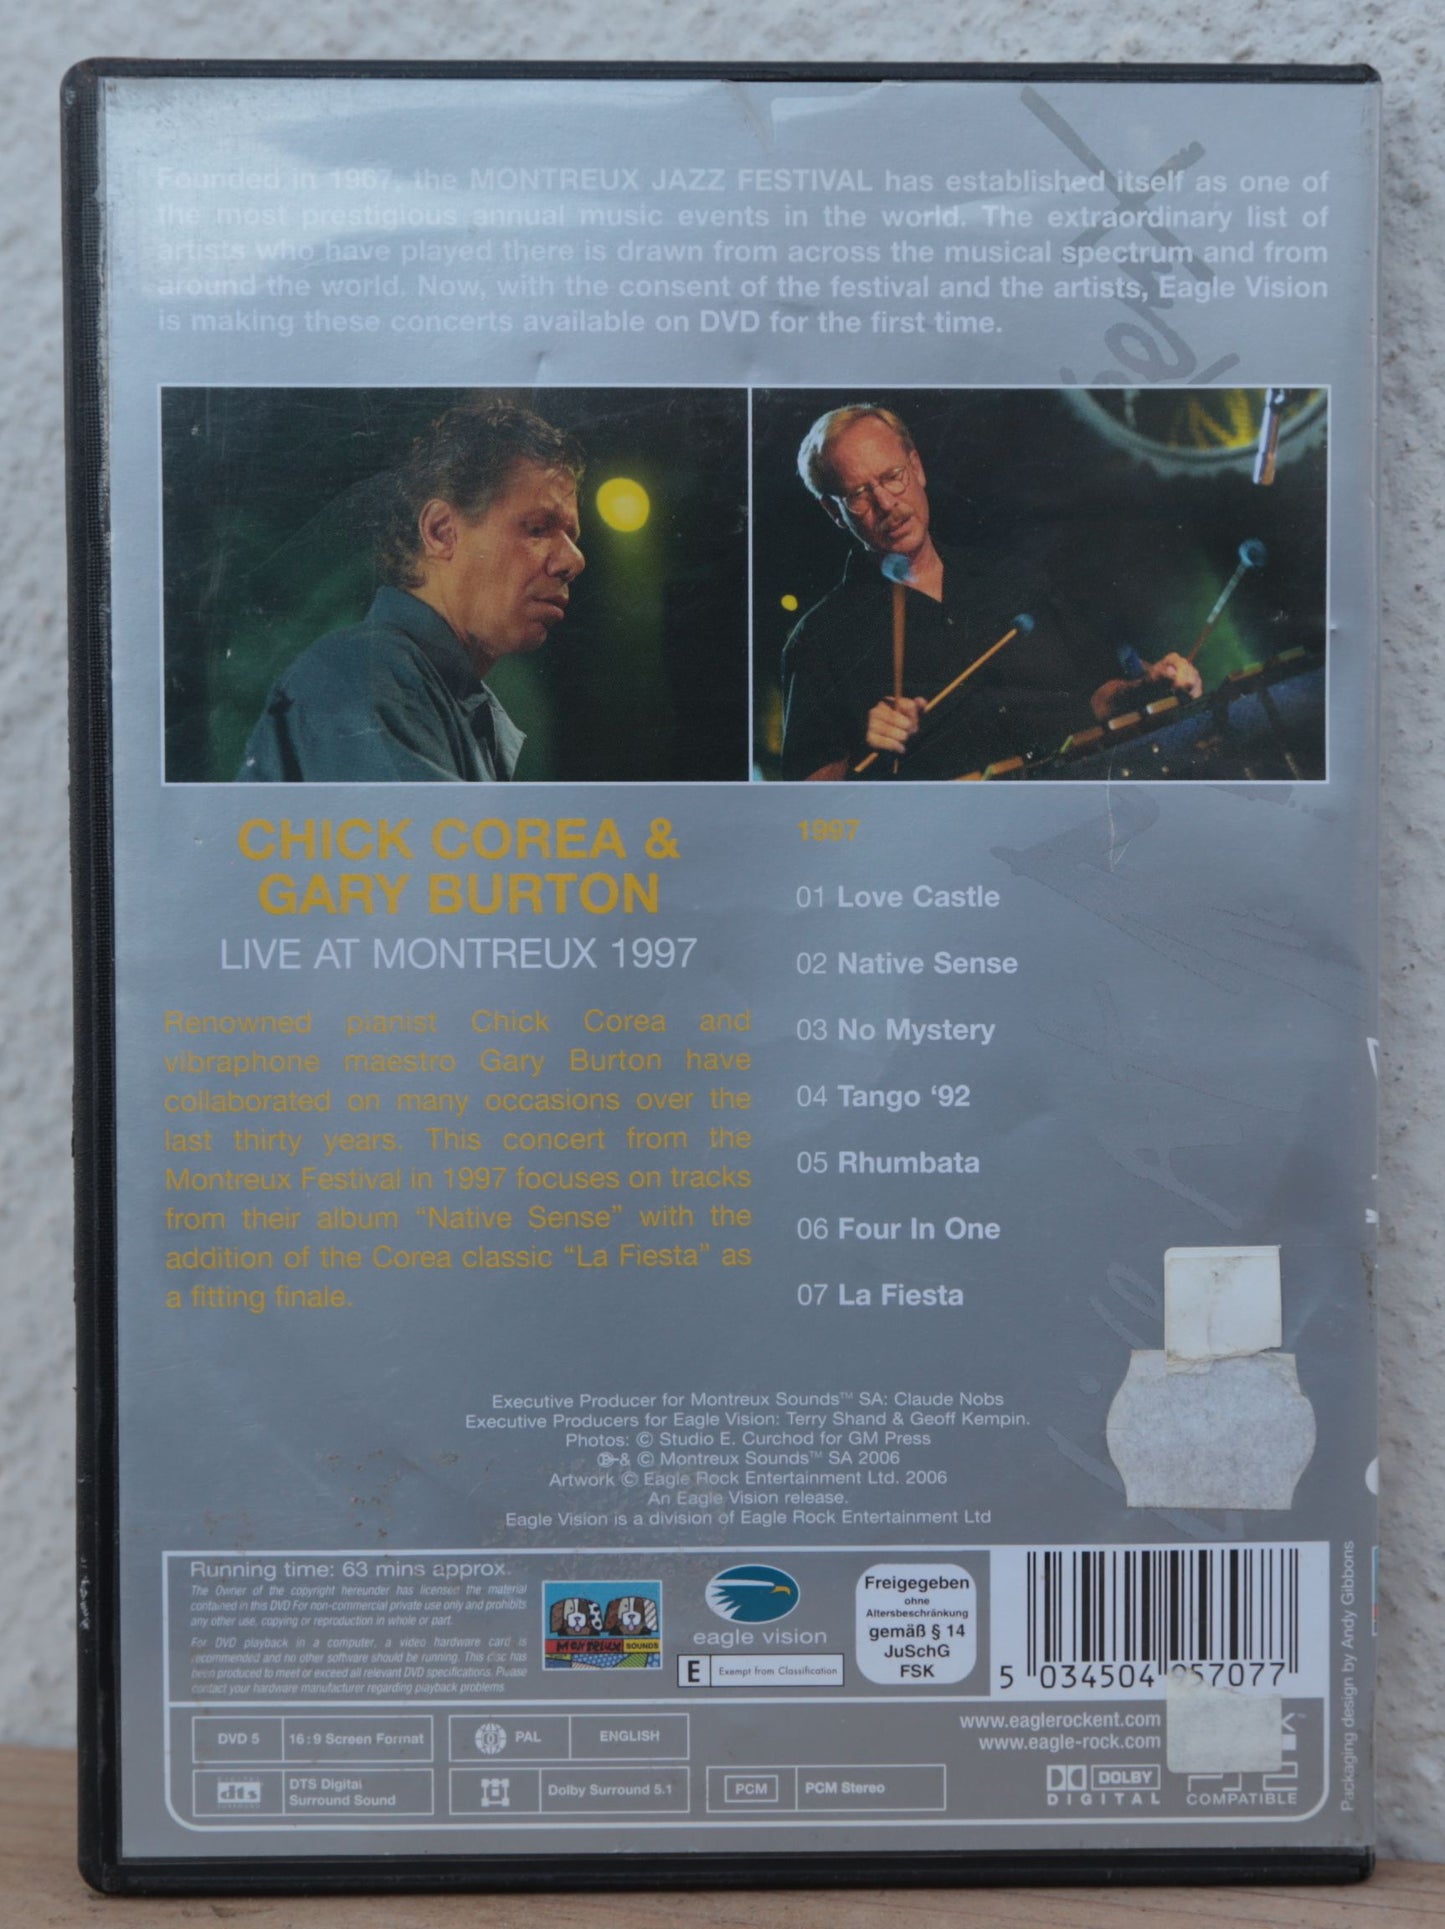 Founded in 1967, the MONTREUX JAZZ FESTIVAL has established itself as one of
the most prestigious annual music events in the world. The extraordinary list of
artists who have played there is drawn from across the musical spectrum and from
around the world. Now, with the consent of the festival and the artists, Eagle Vision
is making these concerts available on DVD for the first time.
CHICK COREA &
GARY BURTON
LIVE AT MONTREUX 1997
Renowned pianist Chick Corea and
vibraphone maestro Gary Burton have
collaborated on many occasions over the
last thirty years. This concert from the
Montreux Festival in 1997 focuses on tracks
from their album “Native Sense” with the
addition of the Corea classic “La Fiesta” as
a fitting finale.
1997
01 Love Castle
02 Native Sense
03 No Mystery
04 Tango ‘92
05 Rhumbata
06 Four In One
07 La Fiesta
Executive Producer for Montreux Sounds™ SA: Claude Nobs
Executive Producers for Eagle Vision: Terry Shand & Geoff Kempin.
Photos: © Studio E. Curchod for GM Press
℗ & © Montreux Sounds™ SA 2006
Artwork © Eagle Rock Entertainment Ltd. 2006
An Eagle Vision release.
Eagle Vision is a division of Eagle Rock Entertainment Ltd
Running time: 63 mins approx.
The Owner of the copyright hereunder has licensed the material
contained in this DVD For non-commercial private use only and prohibits
any other use, copying or reproduction in whole or part.
For DVD playback in a computer, a video hardware card is
recommended and no other software should be running. This disc has
been produced to meet or exceed all relevant DVD specifications. Please
contact your hardware manufacturer regarding playback problems.
MONTREUX SOUNDS
eagle vision
E Exempt from Classification
Freigegeben
ohne
Altersbeschränkung
gemäß § 14
JuSchG
FSK
5 034504 957077
DVD 5
16:9 Screen Format
0
PAL
ENGLISH
dts
DIGITAL
SURROUND
DTS Digital
Surround Sound
Dolby Surround 5.1
PCM
PCM Stereo
www.eaglerockent.com
www.eagle-rock.com
DOLBY
DIGITAL
COMPATIBLE
Packaging design by Andy Gibbons